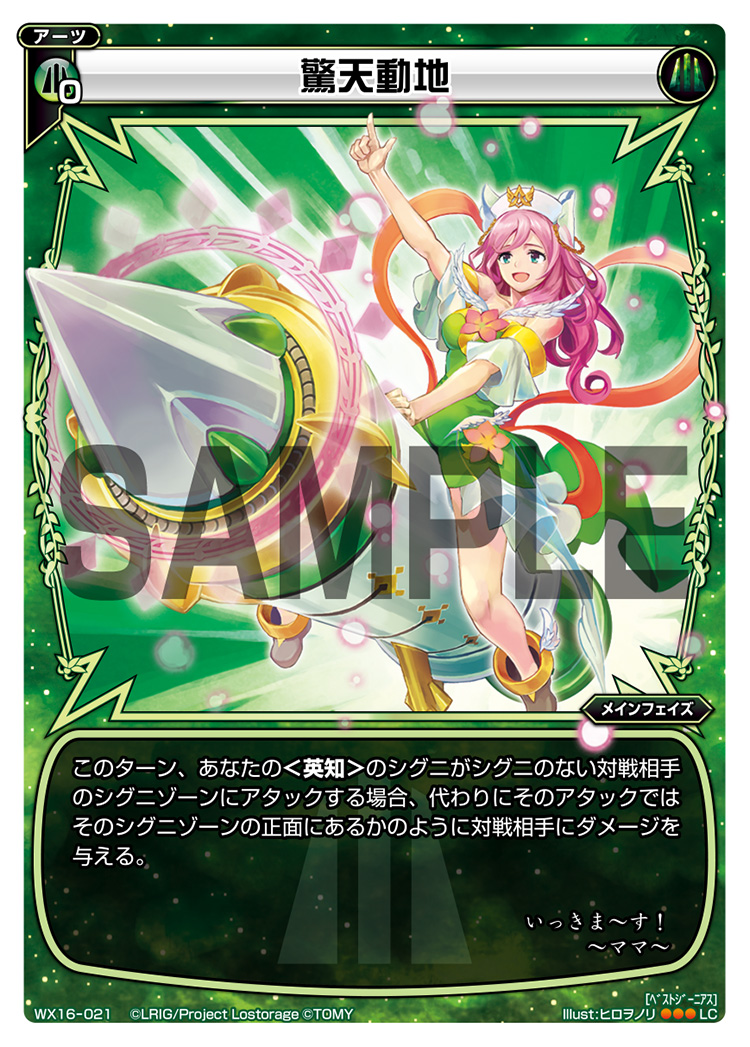 アーツ
0
驚天動地
SAMPLE
メインフェイズ
このターン、あなたの<英知>のシグニがシグニのない対戦相手
のシグニゾーンにアタックする場合、代わりにそのアタックでは
そのシグニゾーンの正面にあるかのように対戦相手にダメージを
与える。
いっきま～す！
～ママ～
[ﾍﾞｽﾄｼﾞｰﾆｱｽ]
WX16-021 ©LRIG/Project Lostorage ©TOMY Illust:ヒロヲノリ LC